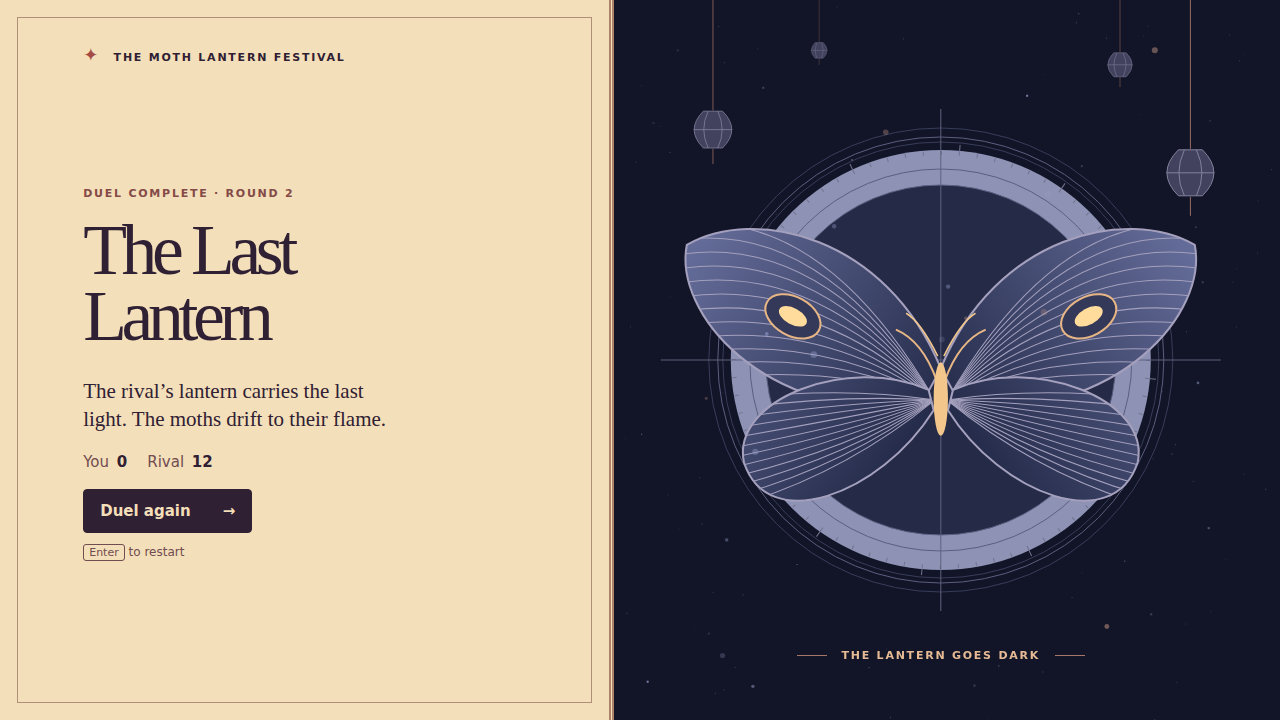 ✦ THE MOTH LANTERN FESTIVAL
DUEL COMPLETE · ROUND 2
The Last
Lantern
The rival’s lantern carries the last
light. The moths drift to their flame.
You 0 Rival 12
Duel again →
Enter to restart
THE LANTERN GOES DARK